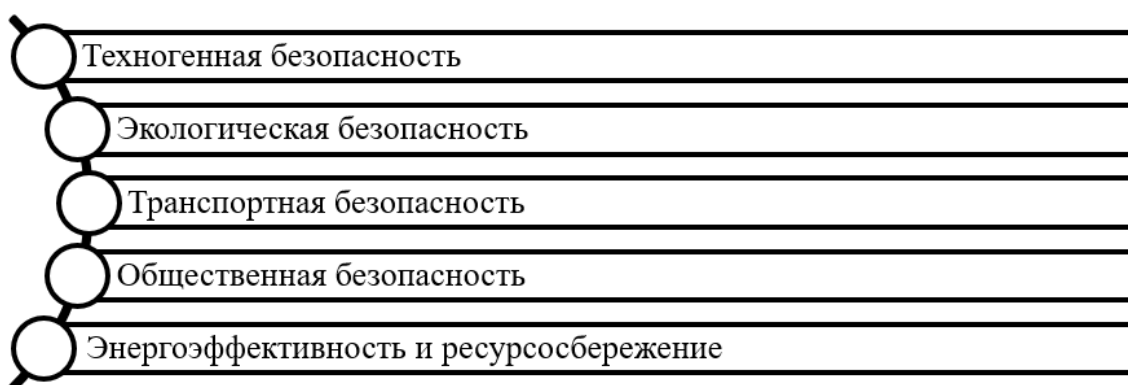 Техногенная безопасность
Экологическая безопасность
Транспортная безопасность
Общественная безопасность
Энергоэффективность и ресурсосбережение